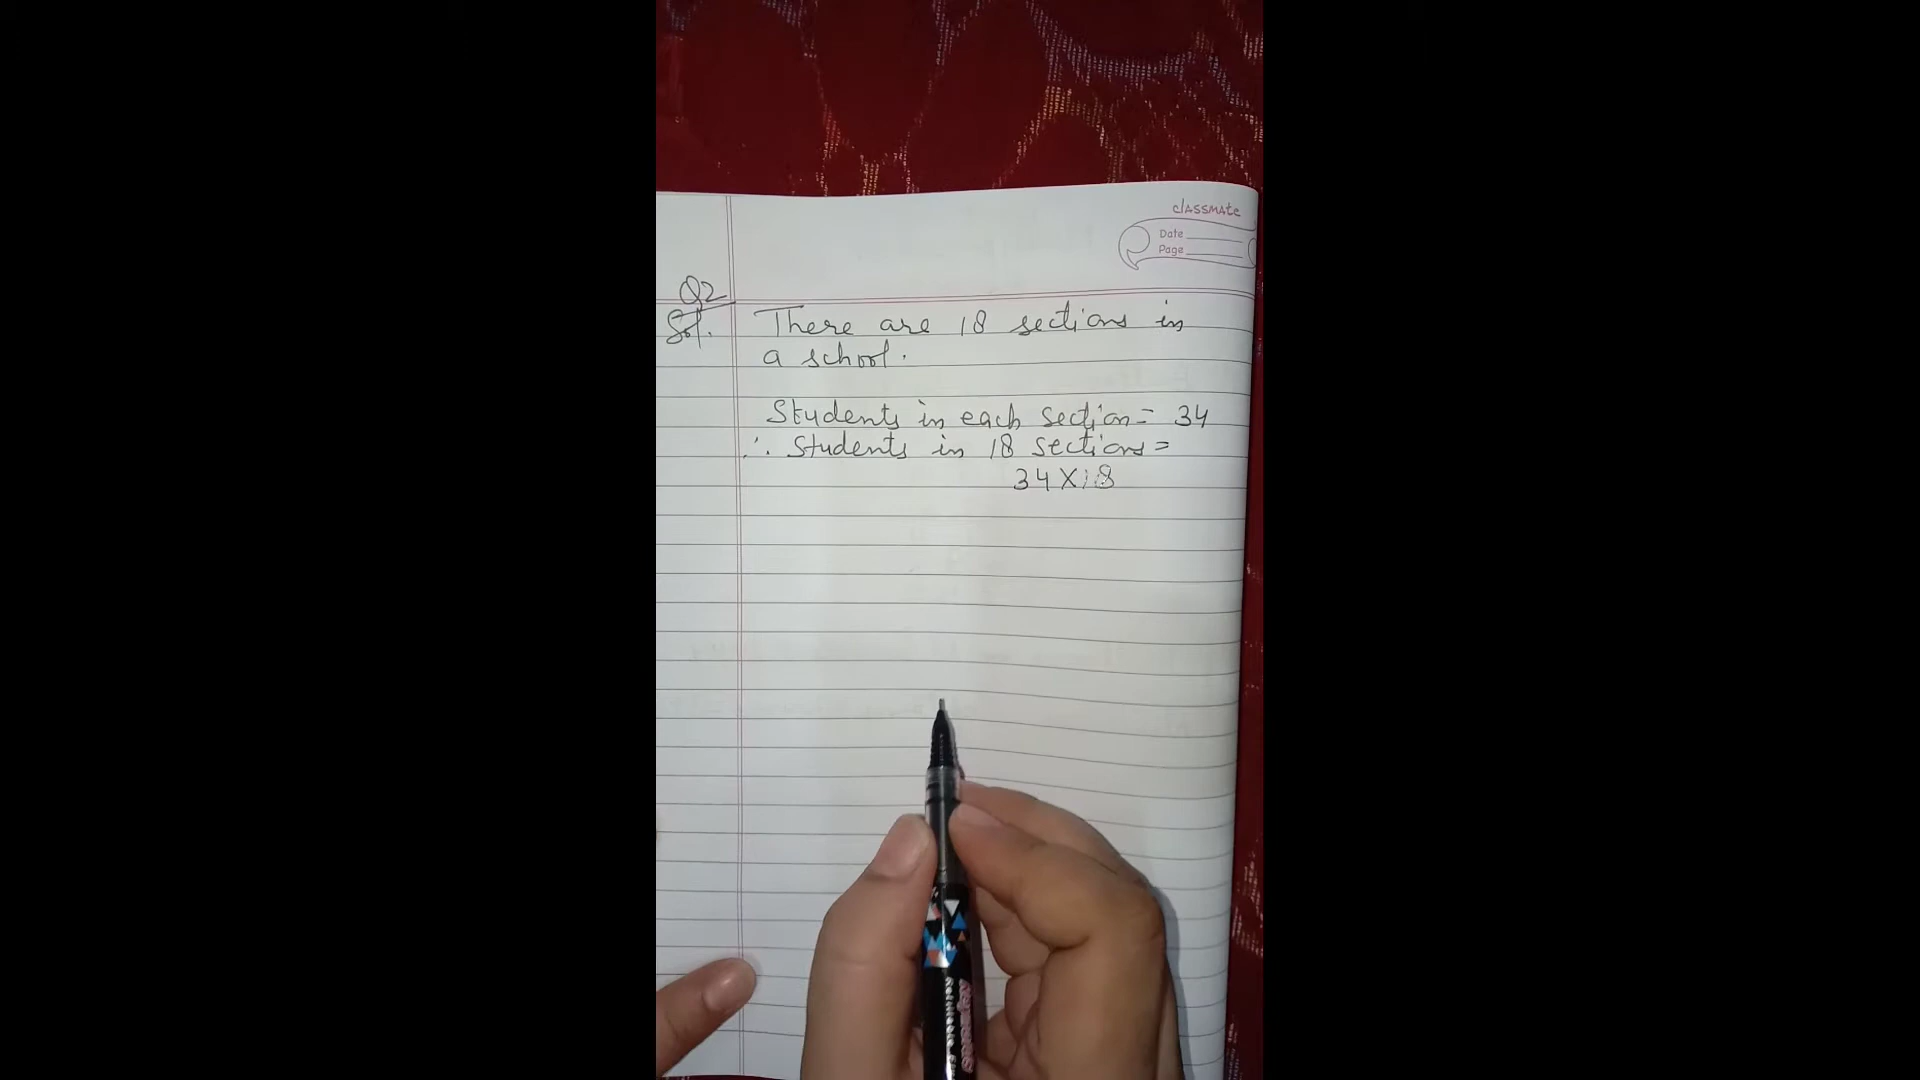 classmate
Date
Page
Q2
Sol. There are 18 sections in
a school.
Students in each section = 34
∴ Students in 18 sections =
34 X 18